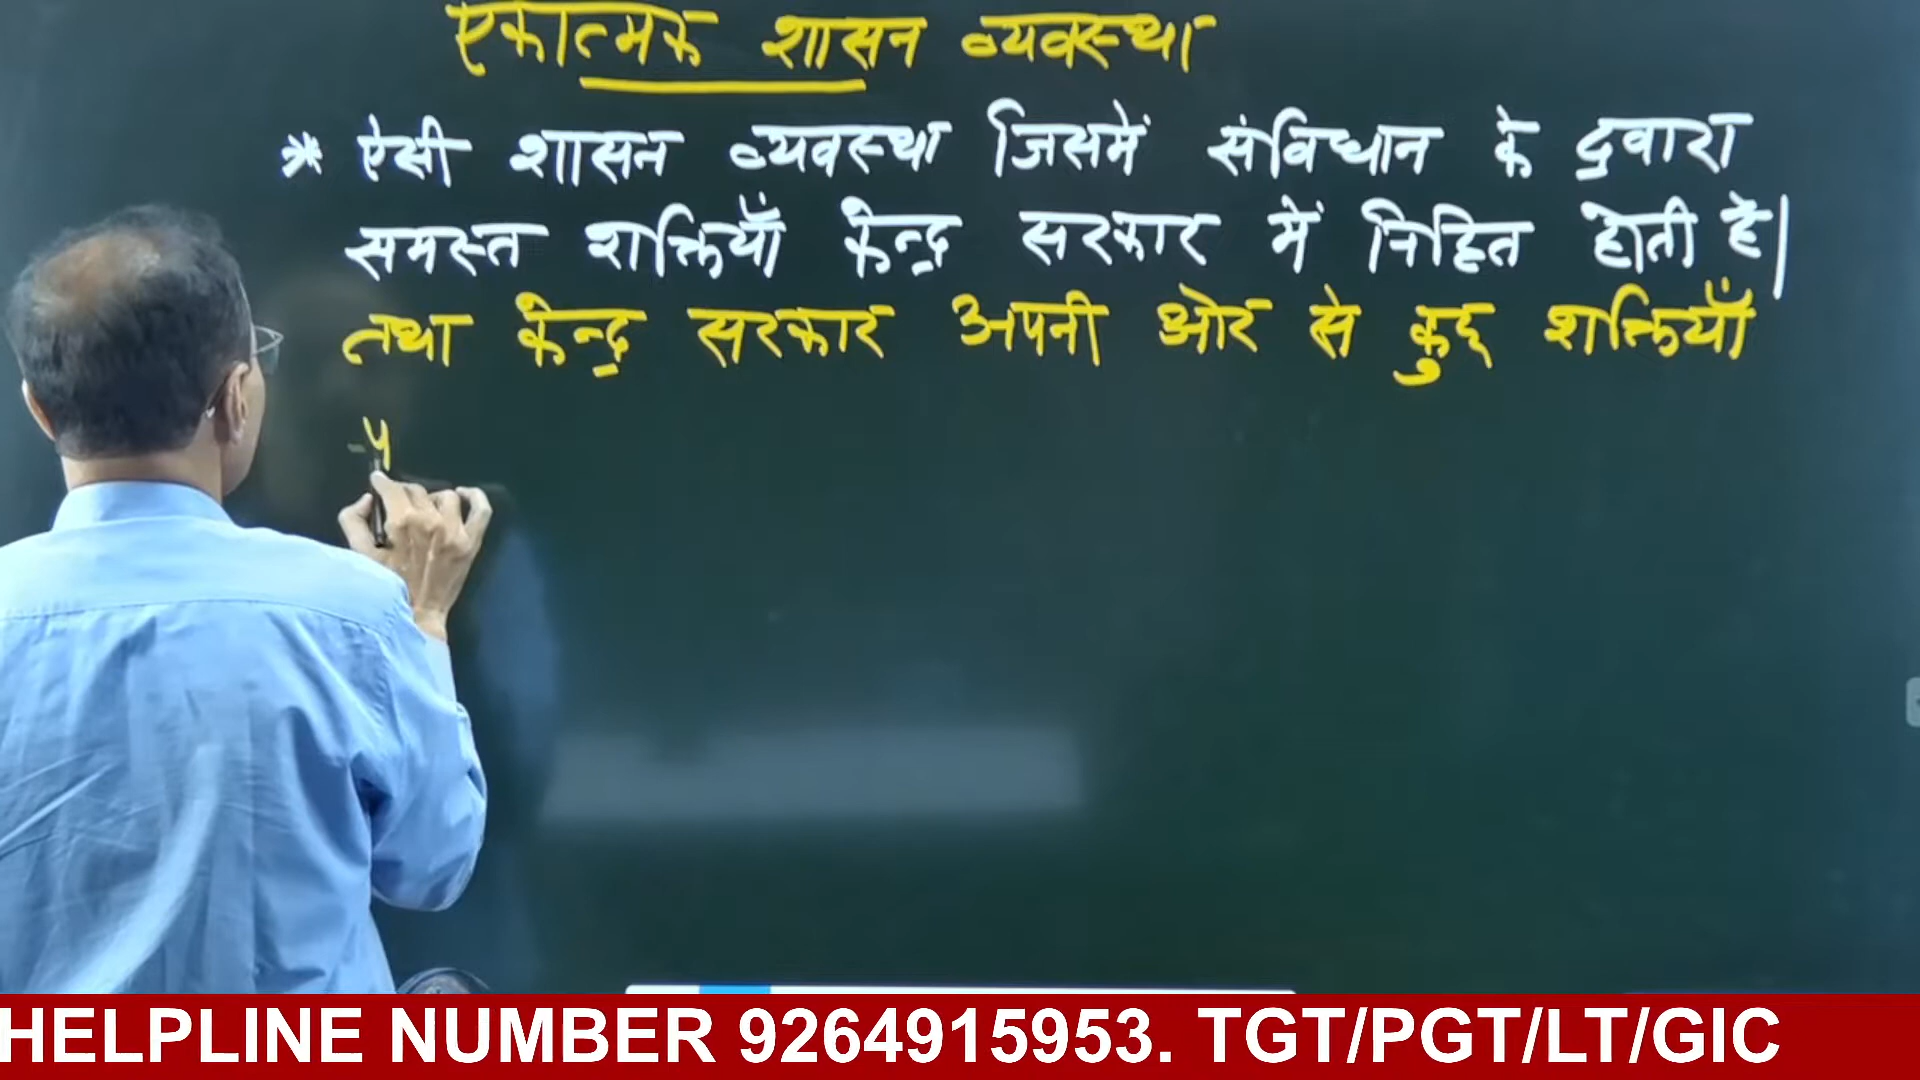 एकात्मक शासन व्यवस्था
* ऐसी शासन व्यवस्था जिसमें संविधान के द्वारा
समस्त शक्तियाँ केन्द्र सरकार में निहित होती है|
तथा केन्द्र सरकार अपनी ओर से कुछ शक्तियाँ
HELPLINE NUMBER 9264915953. TGT/PGT/LT/GIC